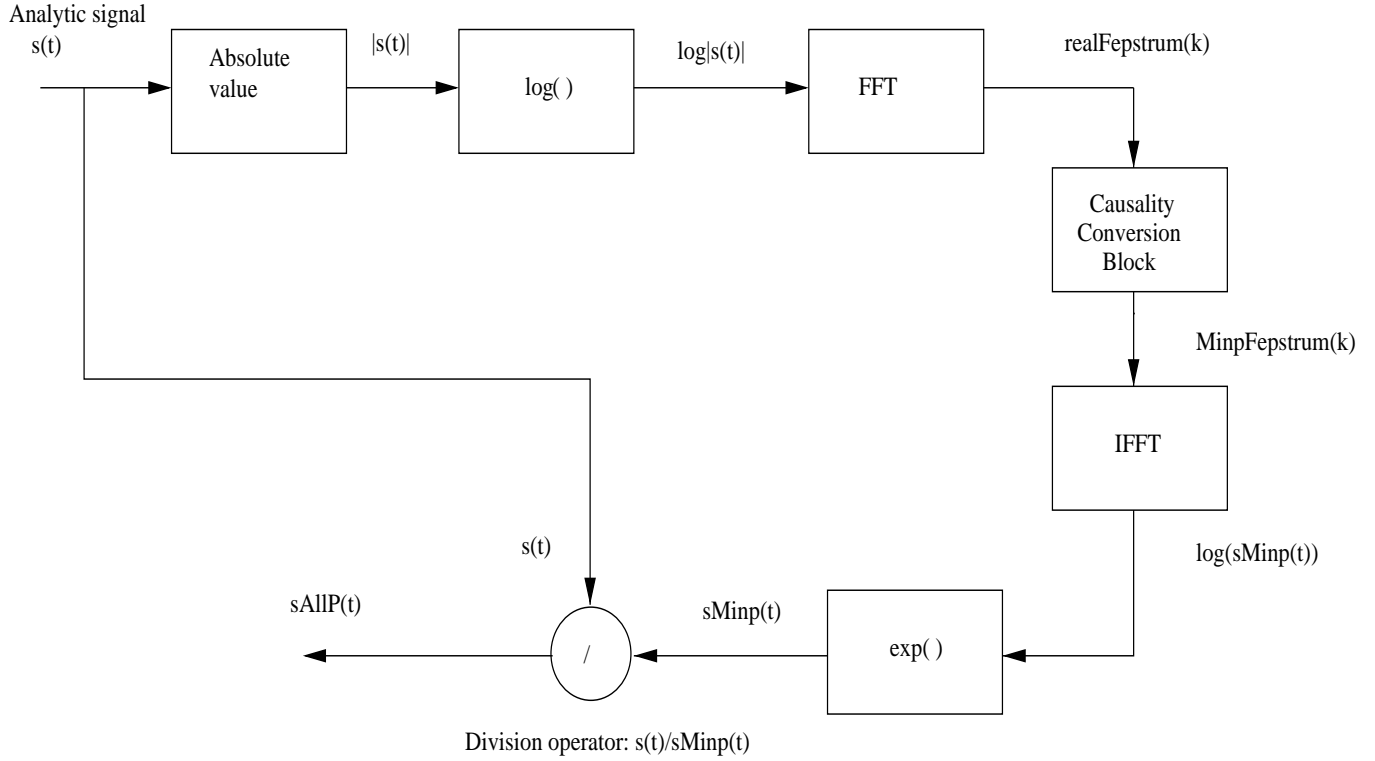 Analytic signal
s(t)
Absolute
value
|s(t)|
log( )
log|s(t)|
FFT
realFepstrum(k)
Causality
Conversion
Block
MinpFepstrum(k)
IFFT
log(sMinp(t))
exp( )
sMinp(t)
s(t)
/
sAllP(t)
Division operator: s(t)/sMinp(t)